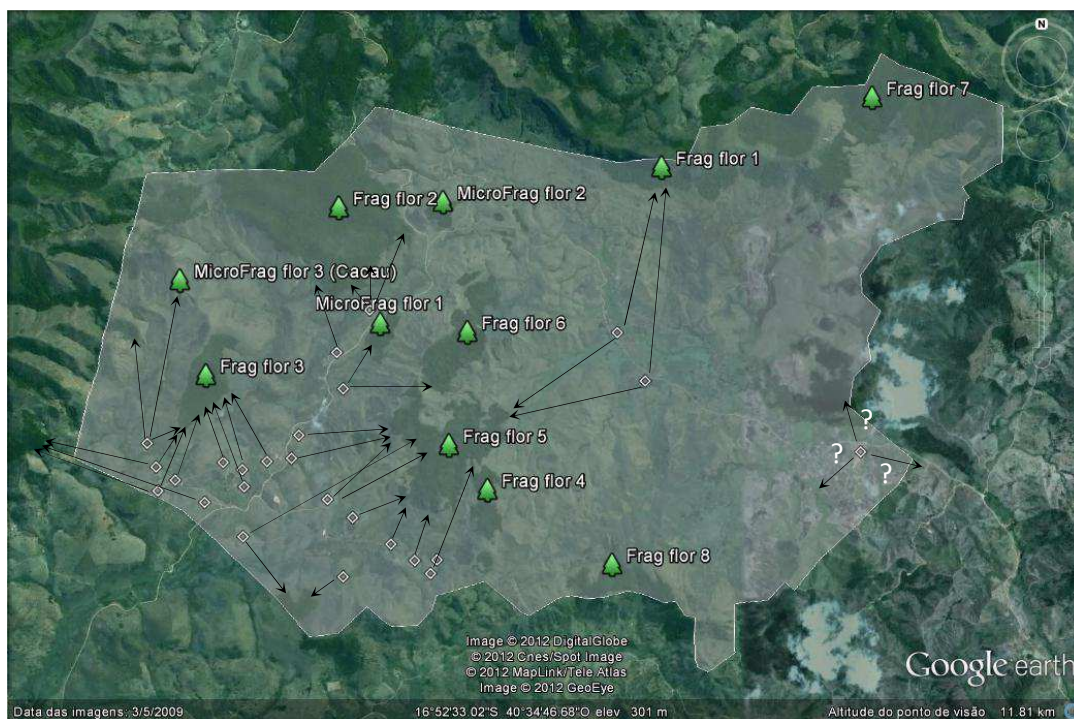 N
Frag flor 7
Frag flor 1
Frag flor 2
MicroFrag flor 2
MicroFrag flor 3 (Cacau)
MicroFrag flor 1
Frag flor 6
Frag flor 3
?
Frag flor 5
?
?
Frag flor 4
Frag flor 8
Image © 2012 DigitalGlobe
© 2012 Cnes/Spot Image
© 2012 MapLink/Tele Atlas
Image © 2012 GeoEye
Google earth
Data das imagens: 3/5/2009
16°52'33.02"S 40°34'46.68"O elev 301 m
Altitude do ponto de visão 11.81 km